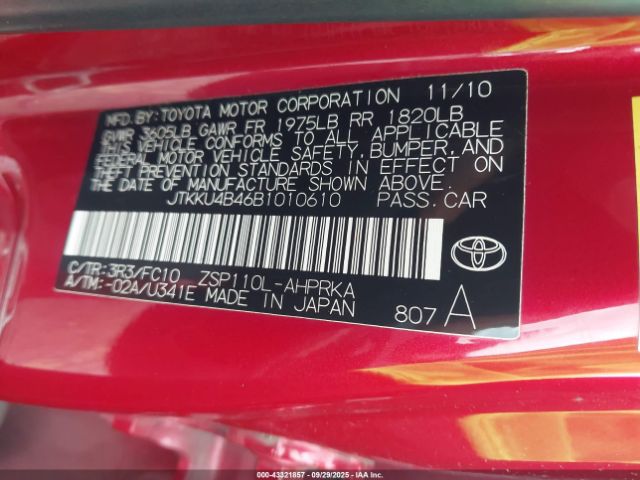 MFD.BY:TOYOTA MOTOR CORPORATION 11/10
GVWR 3605LB GAWR FR 1975LB RR 1820LB
THIS VEHICLE CONFORMS TO ALL APPLICABLE
FEDERAL MOTOR VEHICLE SAFETY, BUMPER, AND
THEFT PREVENTION STANDARDS IN EFFECT ON
THE DATE OF MANUFACTURE SHOWN ABOVE.
JTKKU4B46B1010610 PASS.CAR
C/TR:3R3/FC10 ZSP110L-AHPRKA
A/TM:-02A/U341E MADE IN JAPAN 807 A
000-43321857 09/29/2025 - IAAI.COM